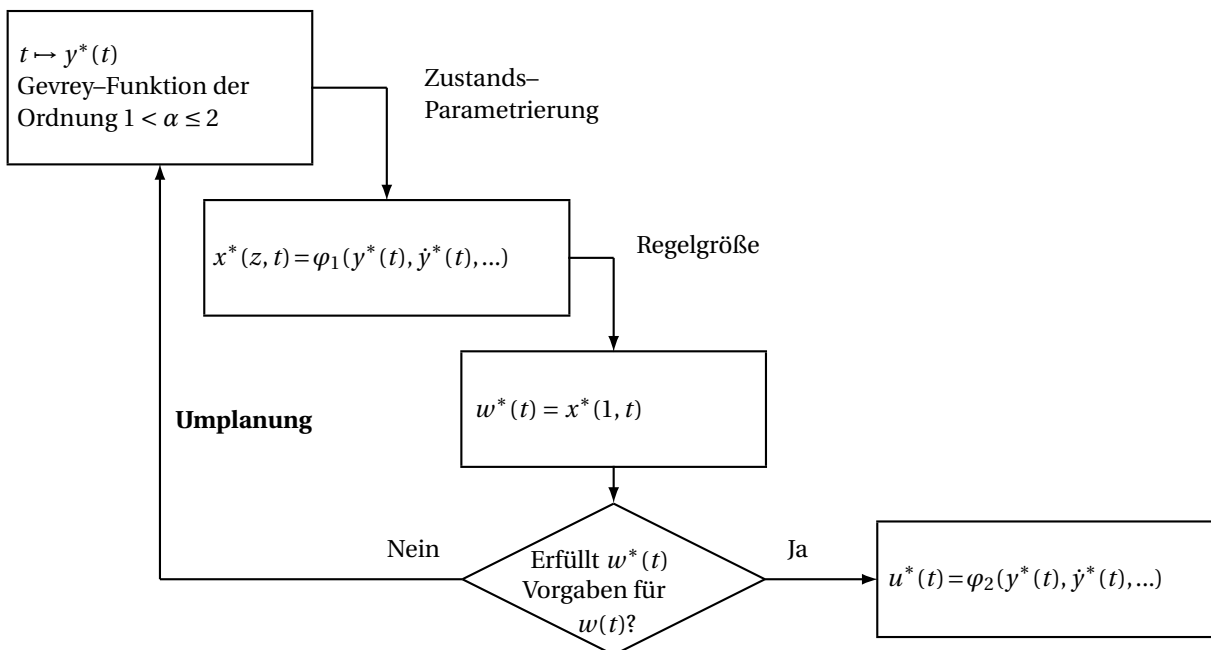 t ↦ y*(t)
Gevrey–Funktion der
Ordnung 1 < α ≤ 2
Zustands–
Parametrierung
x*(z, t) = φ₁(y*(t), ẏ*(t), ...)
Regelgröße
w*(t) = x*(1, t)
Umplanung
Nein
Erfüllt w*(t)
Vorgaben für
w(t)?
Ja
u*(t) = φ₂(y*(t), ẏ*(t), ...)